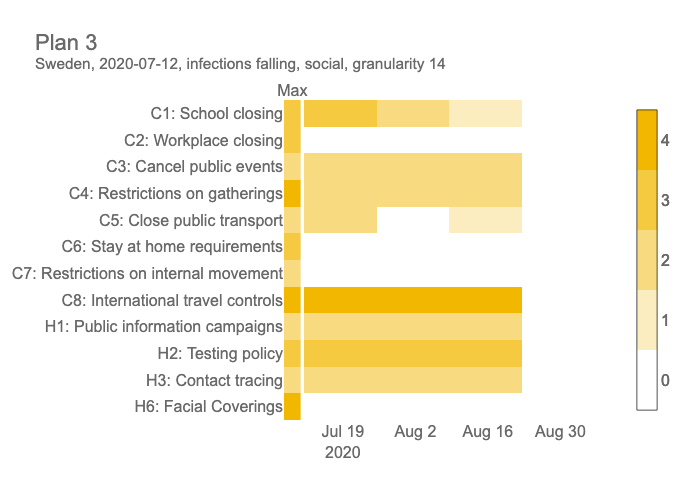 Plan 3
Sweden, 2020-07-12, infections falling, social, granularity 14
Max
C1: School closing
C2: Workplace closing
C3: Cancel public events
C4: Restrictions on gatherings
C5: Close public transport
C6: Stay at home requirements
C7: Restrictions on internal movement
C8: International travel controls
H1: Public information campaigns
H2: Testing policy
H3: Contact tracing
H6: Facial Coverings
Jul 19 Aug 2 Aug 16 Aug 30
2020
4
3
2
1
0